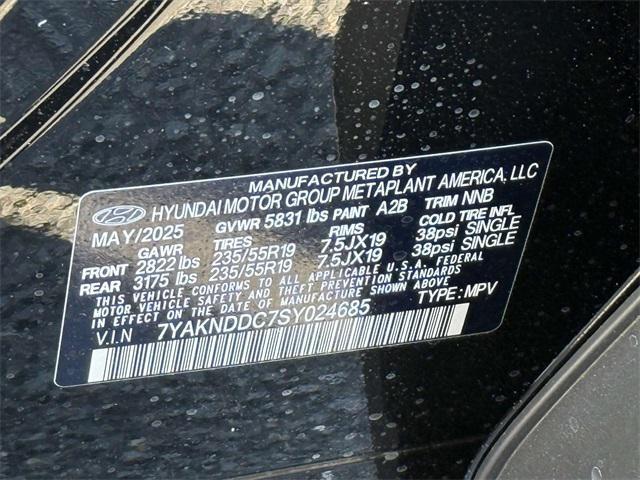 MANUFACTURED BY
HYUNDAI MOTOR GROUP METAPLANT AMERICA, LLC
MAY/2025 GVWR 5831 lbs PAINT A2B TRIM NNB
GAWR TIRES RIMS COLD TIRE INFL
FRONT 2822 lbs 235/55R19 7.5JX19 38psi SINGLE
REAR 3175 lbs 235/55R19 7.5JX19 38psi SINGLE
THIS VEHICLE CONFORMS TO ALL APPLICABLE U.S.A. FEDERAL
MOTOR VEHICLE SAFETY AND THEFT PREVENTION STANDARDS
IN EFFECT ON THE DATE OF MANUFACTURE SHOWN ABOVE
V.I.N 7YAKNDDC7SY024685 TYPE : MPV